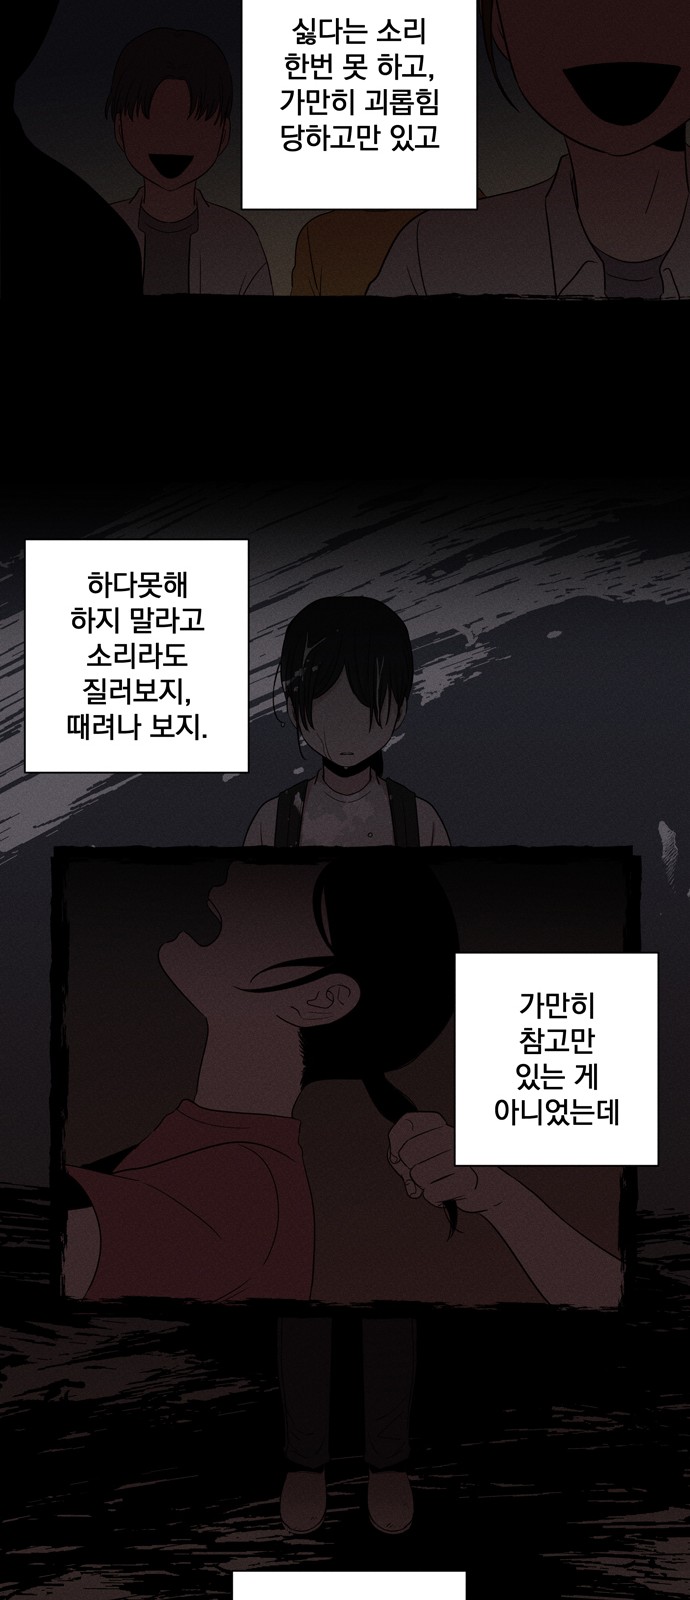 싫다는 소리
한번 못 하고,
가만히 괴롭힘
당하고만 있고
하다못해
하지 말라고
소리라도
질러보지,
때려나 보지.
가만히
참고만
있는 게
아니었는데